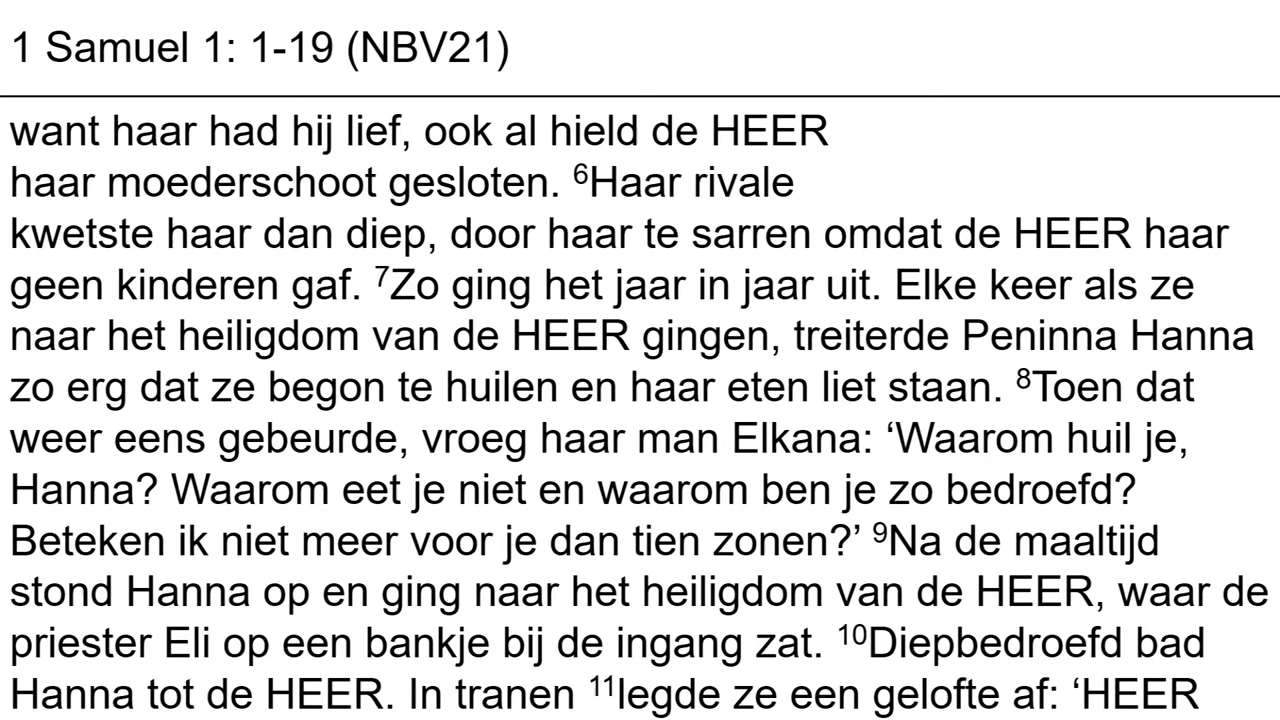 1 Samuel 1: 1-19 (NBV21)
want haar had hij lief, ook al hield de HEER
haar moederschoot gesloten. ⁶Haar rivale
kwetste haar dan diep, door haar te sarren omdat de HEER haar
geen kinderen gaf. ⁷Zo ging het jaar in jaar uit. Elke keer als ze
naar het heiligdom van de HEER gingen, treiterde Peninna Hanna
zo erg dat ze begon te huilen en haar eten liet staan. ⁸Toen dat
weer eens gebeurde, vroeg haar man Elkana: ‘Waarom huil je,
Hanna? Waarom eet je niet en waarom ben je zo bedroefd?
Beteken ik niet meer voor je dan tien zonen?’ ⁹Na de maaltijd
stond Hanna op en ging naar het heiligdom van de HEER, waar de
priester Eli op een bankje bij de ingang zat. ¹⁰Diepbedroefd bad
Hanna tot de HEER. In tranen ¹¹legde ze een gelofte af: ‘HEER